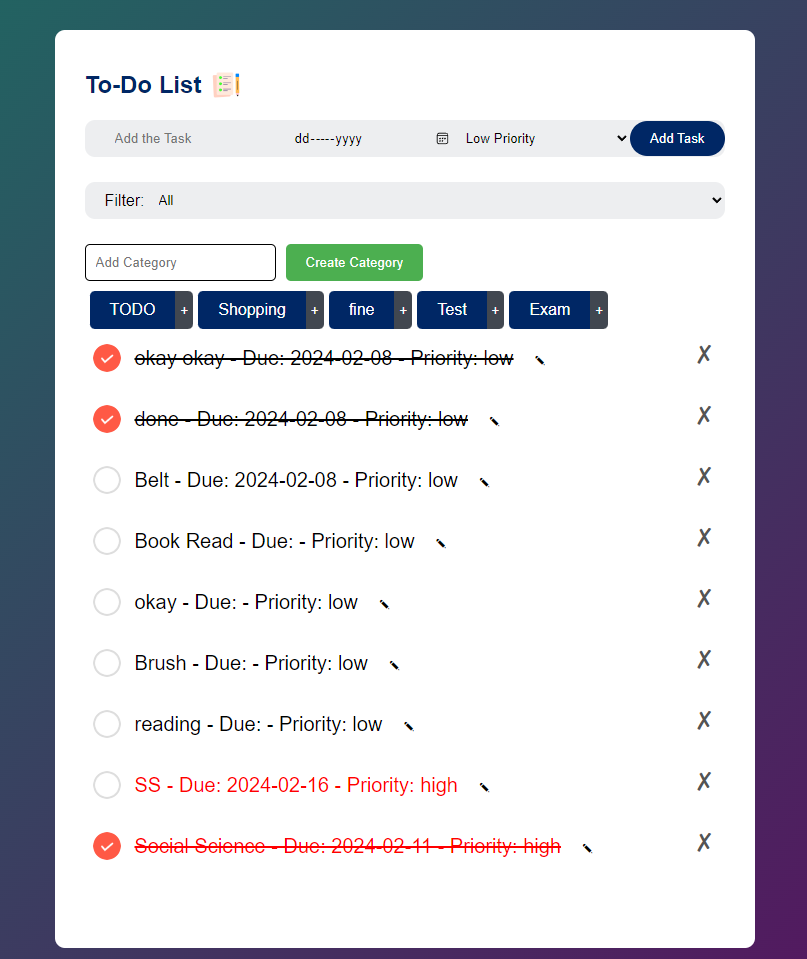 To-Do List
Add the Task dd-----yyyy Low Priority Add Task
Filter: All
Add Category Create Category
TODO + Shopping + fine + Test + Exam +
okay okay - Due: 2024-02-08 - Priority: low ✗
done - Due: 2024-02-08 - Priority: low ✗
Belt - Due: 2024-02-08 - Priority: low ✗
Book Read - Due: - Priority: low ✗
okay - Due: - Priority: low ✗
Brush - Due: - Priority: low ✗
reading - Due: - Priority: low ✗
SS - Due: 2024-02-16 - Priority: high ✗
Social Science - Due: 2024-02-11 - Priority: high ✗